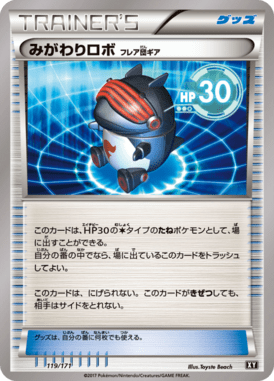 TRAINER'S グッズ
みがわりロボ フレア団ギア
HP 30
このカードは、HP30の★タイプのたねポケモンとして、場に
出すことができる。
自分の番の中でなら、場に出ているこのカードをトラッシュ
してよい。
このカードは、にげられない。このカードがきぜつしても、
相手はサイドをとれない。
グッズは、自分の番に何枚でも使える。
119/171
Illus.Toyste Beach
XY
©2017 Pokémon/Nintendo/Creatures/GAME FREAK.